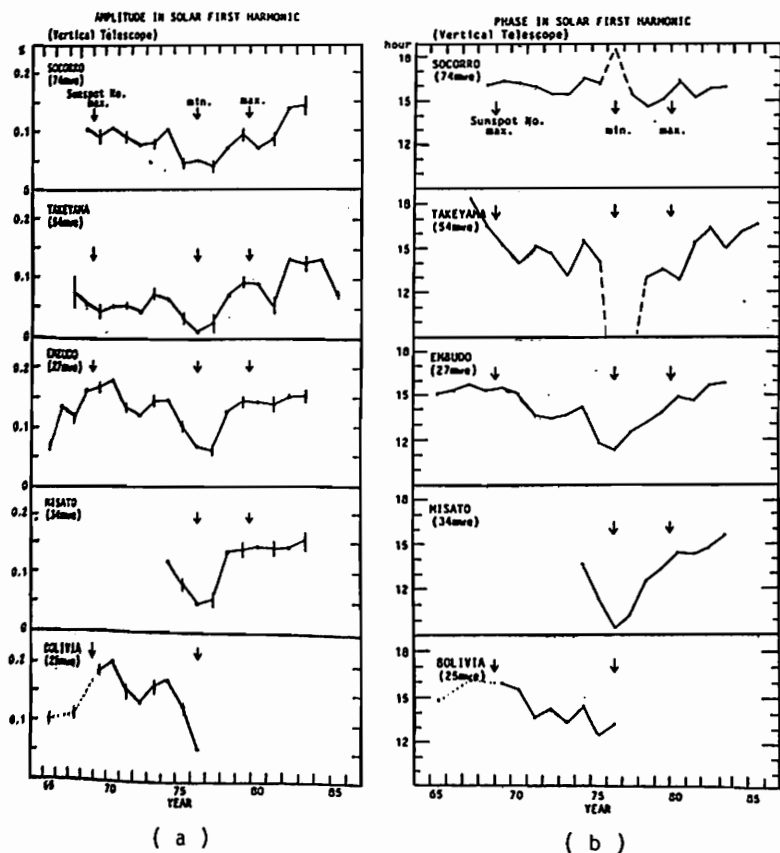 AMPLITUDE IN SOLAR FIRST HARMONIC
(Vertical Telescope)
%
0.2
SOCORRO
(74mwe)
Sunspot No.
max.
min.
max.
0.1
0
0.2
TAKEYAMA
(54mwe)
0.1
0
0.2
EMBUDO
(27mwe)
0.1
0
0.2
MISATO
(34mwe)
0.1
0
0.2
BOLIVIA
(25mwe)
0.1
70
75
80
85
YEAR
( a )
PHASE IN SOLAR FIRST HARMONIC
(Vertical Telescope)
hour
18
SOCORRO
(74mwe)
15
Sunspot No.
max.
min.
max.
12
18
TAKEYAMA
(54mwe)
15
12
18
EMBUDO
(27mwe)
15
12
18
MISATO
(34mwe)
15
12
18
BOLIVIA
(25mwe)
15
12
65
70
75
80
85
YEAR
( b )